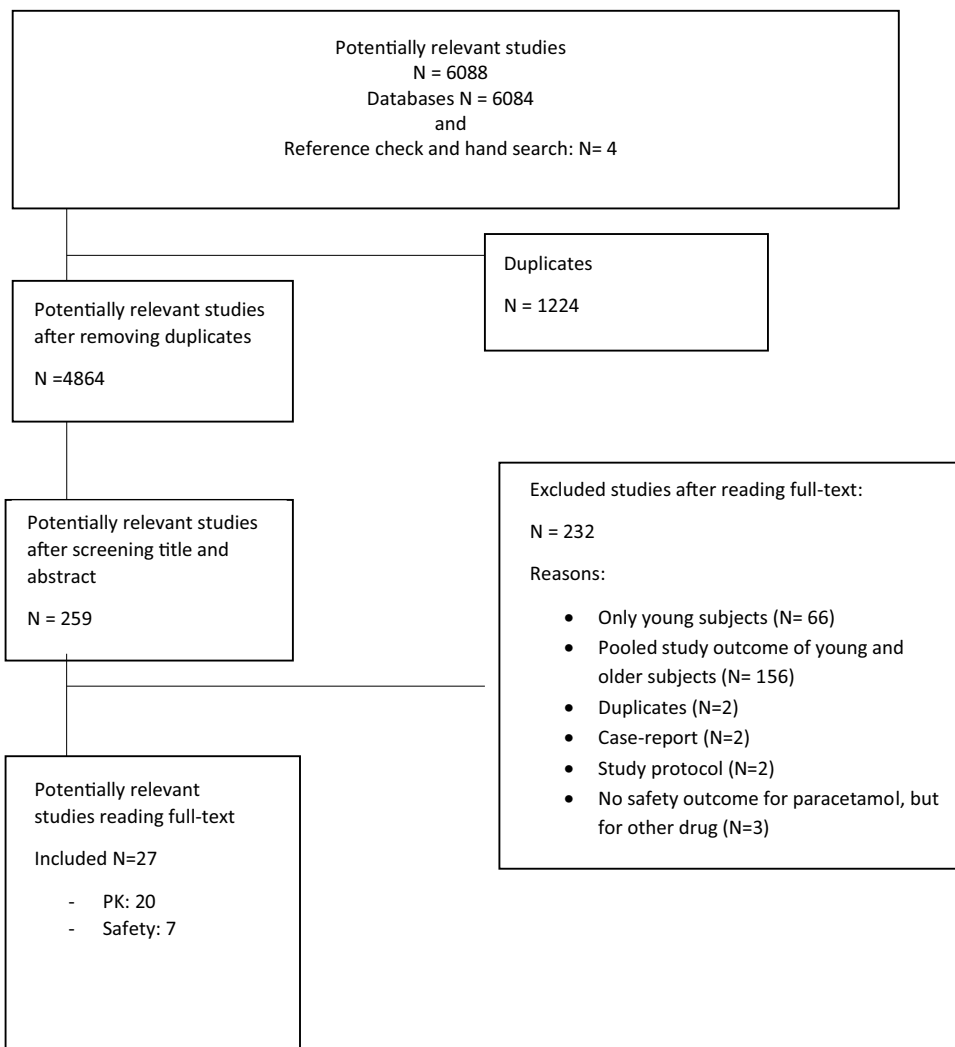 Potentially relevant studies
N = 6088
Databases N = 6084
and
Reference check and hand search: N= 4
Duplicates
N = 1224
Potentially relevant studies
after removing duplicates
N =4864
Potentially relevant studies
after screening title and
abstract
N = 259
Excluded studies after reading full-text:
N = 232
Reasons:
• Only young subjects (N= 66)
• Pooled study outcome of young and
older subjects (N= 156)
• Duplicates (N=2)
• Case-report (N=2)
• Study protocol (N=2)
• No safety outcome for paracetamol, but
for other drug (N=3)
Potentially relevant
studies reading full-text
Included N=27
- PK: 20
- Safety: 7